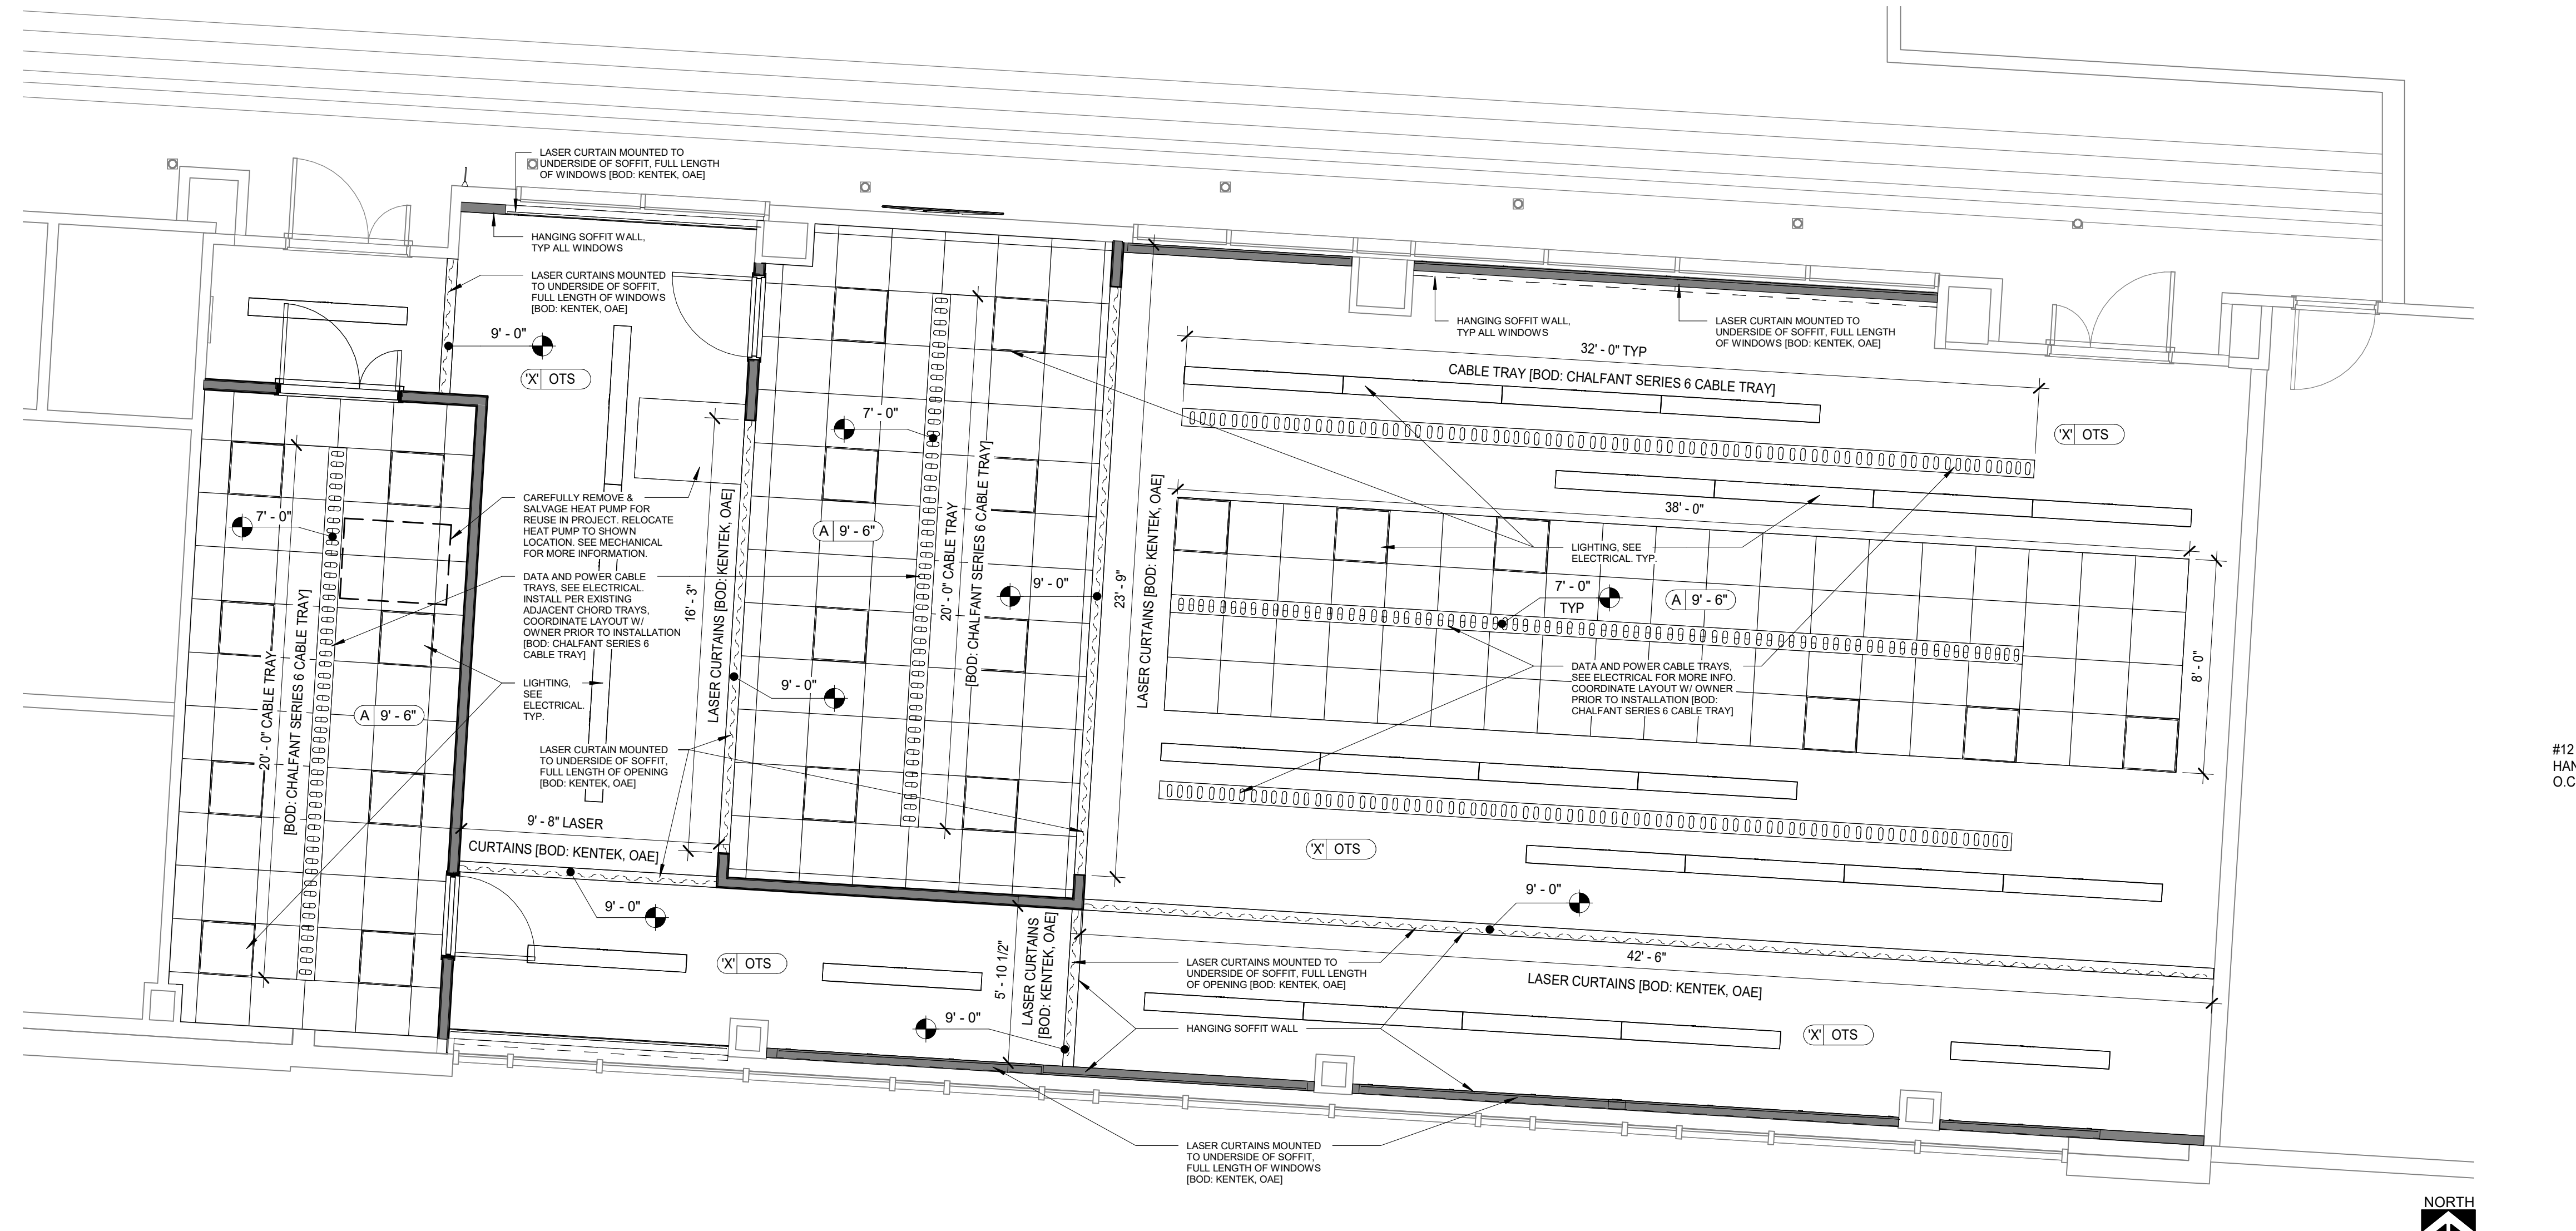 LASER CURTAIN MOUNTED TO
UNDERSIDE OF SOFFIT, FULL LENGTH
OF WINDOWS [BOD: KENTEK, OAE]
HANGING SOFFIT WALL,
TYP ALL WINDOWS
LASER CURTAINS MOUNTED
TO UNDERSIDE OF SOFFIT,
FULL LENGTH OF WINDOWS
[BOD: KENTEK, OAE]
9' - 0"
'X' OTS
7' - 0"
CAREFULLY REMOVE &
SALVAGE HEAT PUMP FOR
REUSE IN PROJECT. RELOCATE
HEAT PUMP TO SHOWN
LOCATION. SEE MECHANICAL
FOR MORE INFORMATION.
DATA AND POWER CABLE
TRAYS, SEE ELECTRICAL.
INSTALL PER EXISTING
ADJACENT CHORD TRAYS,
COORDINATE LAYOUT W/
OWNER PRIOR TO INSTALLATION
[BOD: CHALFANT SERIES 6
CABLE TRAY]
LIGHTING,
SEE
ELECTRICAL.
TYP.
20' - 0" CABLE TRAY
[BOD: CHALFANT SERIES 6 CABLE TRAY]
A 9' - 6"
LASER CURTAIN MOUNTED
TO UNDERSIDE OF SOFFIT,
FULL LENGTH OF OPENING
[BOD: KENTEK, OAE]
9' - 8" LASER
CURTAINS [BOD: KENTEK, OAE]
9' - 0"
16' - 3"
LASER CURTAINS [BOD: KENTEK, OAE]
9' - 0"
7' - 0"
A 9' - 6"
20' - 0" CABLE TRAY
[BOD: CHALFANT SERIES 6 CABLE TRAY]
9' - 0"
23' - 9"
LASER CURTAINS [BOD: KENTEK, OAE]
HANGING SOFFIT WALL,
TYP ALL WINDOWS
LASER CURTAIN MOUNTED TO
UNDERSIDE OF SOFFIT, FULL LENGTH
OF WINDOWS [BOD: KENTEK, OAE]
32' - 0" TYP
CABLE TRAY [BOD: CHALFANT SERIES 6 CABLE TRAY]
'X' OTS
38' - 0"
LIGHTING, SEE
ELECTRICAL. TYP.
7' - 0"
TYP
A 9' - 6"
8' - 0"
DATA AND POWER CABLE TRAYS,
SEE ELECTRICAL FOR MORE INFO.
COORDINATE LAYOUT W/ OWNER
PRIOR TO INSTALLATION [BOD:
CHALFANT SERIES 6 CABLE TRAY]
#12
HAN
O.C
'X' OTS
9' - 0"
42' - 6"
LASER CURTAINS [BOD: KENTEK, OAE]
'X' OTS
5' - 10 1/2"
LASER CURTAINS
[BOD: KENTEK, OAE]
9' - 0"
LASER CURTAINS MOUNTED TO
UNDERSIDE OF SOFFIT, FULL LENGTH
OF OPENING [BOD: KENTEK, OAE]
HANGING SOFFIT WALL
'X' OTS
LASER CURTAINS MOUNTED
TO UNDERSIDE OF SOFFIT,
FULL LENGTH OF WINDOWS
[BOD: KENTEK, OAE]
NORTH